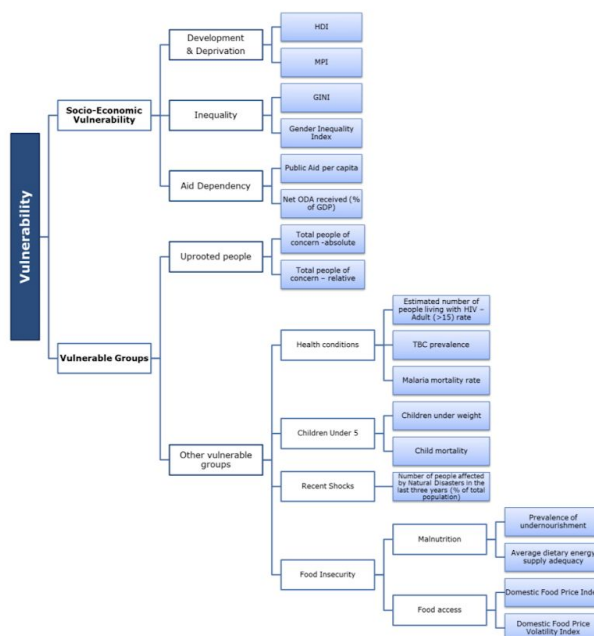 Vulnerability
Socio-Economic
Vulnerability
Development
& Deprivation
HDI
MPI
Inequality
GINI
Gender Inequality
Index
Aid Dependency
Public Aid per capita
Net ODA received (%
of GDP)
Vulnerable Groups
Uprooted people
Total people of
concern -absolute
Total people of
concern – relative
Other vulnerable
groups
Health conditions
Estimated number of
people living with HIV –
Adult (>15) rate
TBC prevalence
Malaria mortality rate
Children Under 5
Children under weight
Child mortality
Recent Shocks
Number of people affected
by Natural Disasters in the
last three years (% of total
population)
Food Insecurity
Malnutrition
Prevalence of
undernourishment
Average dietary energy
supply adequacy
Food access
Domestic Food Price Index
Domestic Food Price
Volatility Index